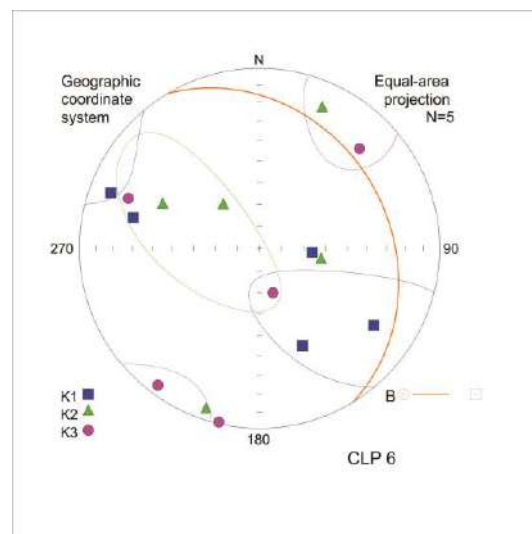 N
Geographic
coordinate
system
Equal-area
projection
N=5
270
90
K1
K2
K3
B
180
CLP 6